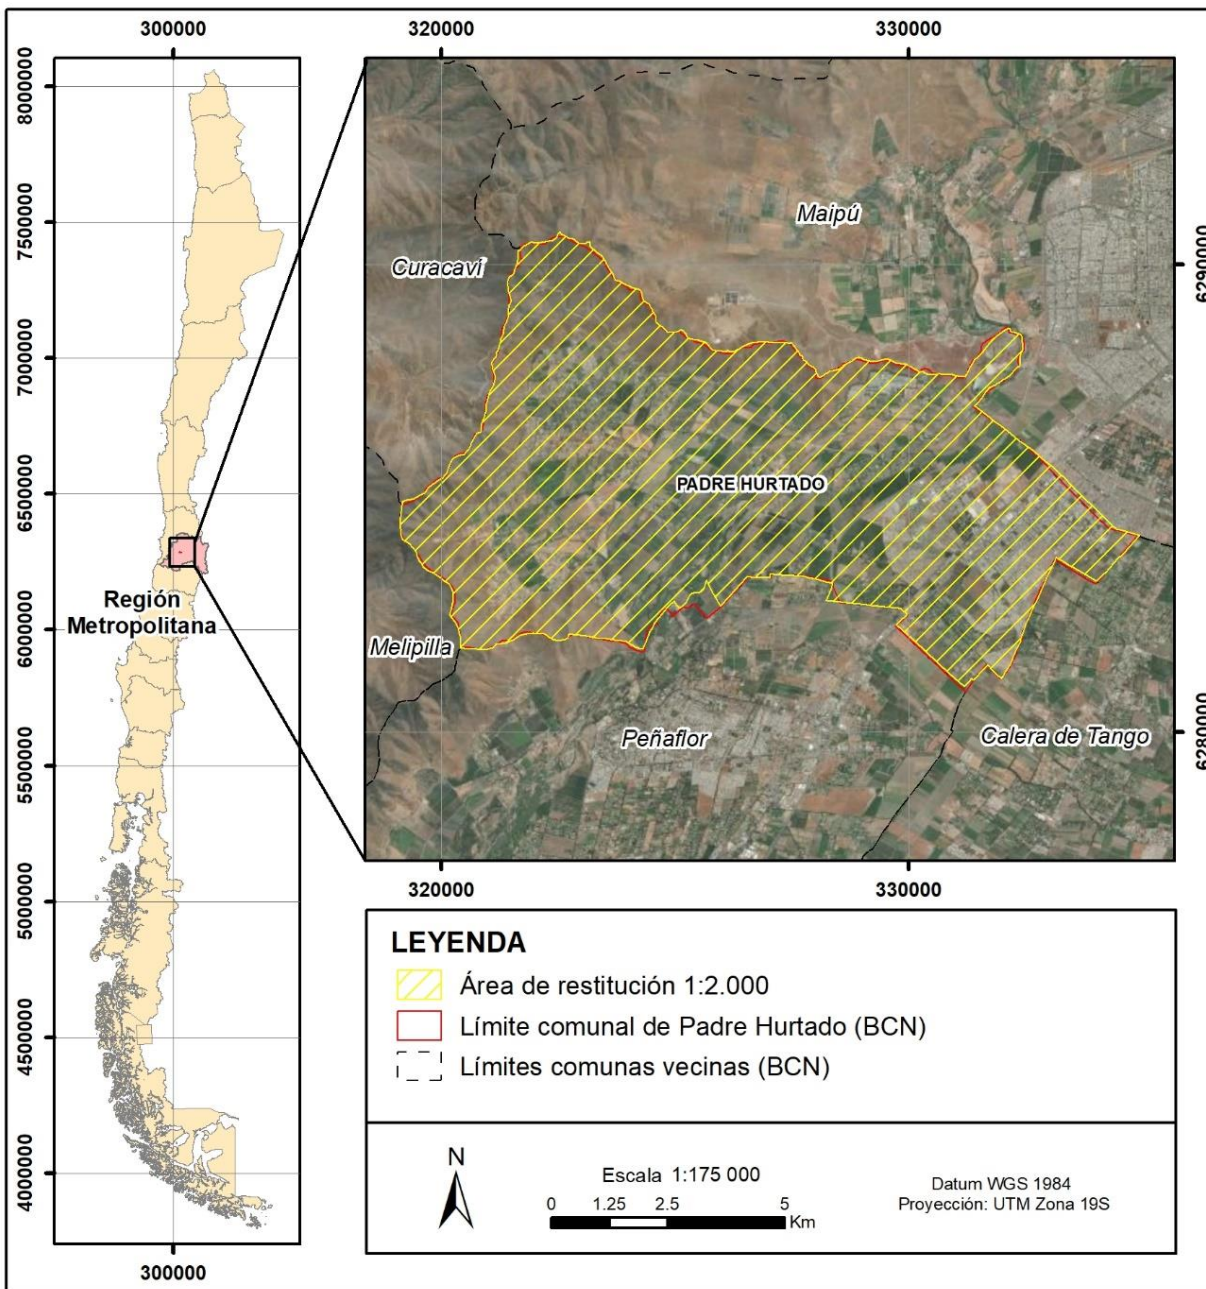 300000
320000
330000
8000000
7500000
7000000
6500000
6000000
5500000
5000000
4500000
4000000
Región
Metropolitana
300000
Maipú
Curacaví
PADRE HURTADO
Melipilla
Peñaflor
Calera de Tango
6290000
6280000
320000
330000
LEYENDA
Área de restitución 1:2.000
Límite comunal de Padre Hurtado (BCN)
Límites comunas vecinas (BCN)
N
Escala 1:175 000
0 1.25 2.5 5
Km
Datum WGS 1984
Proyección: UTM Zona 19S